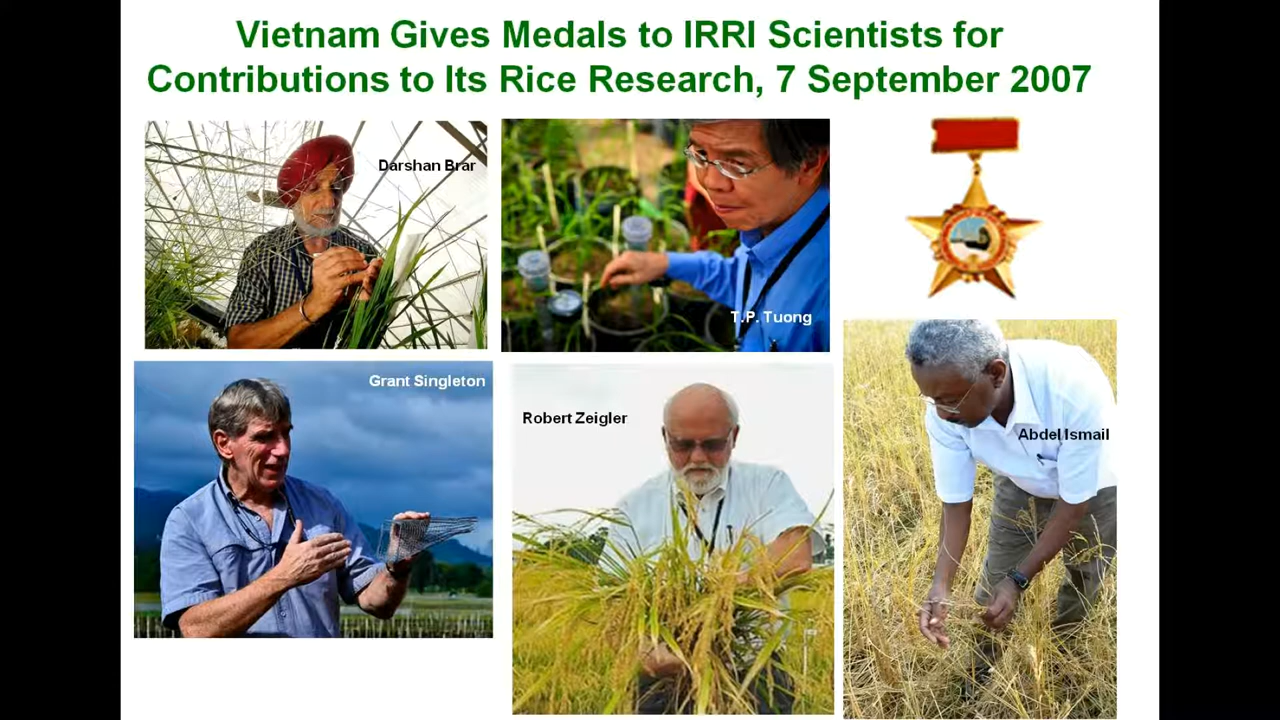 Vietnam Gives Medals to IRRI Scientists for
Contributions to Its Rice Research, 7 September 2007
Darshan Brar
T.P. Tuong
Grant Singleton
Robert Zeigler
Abdel Ismail